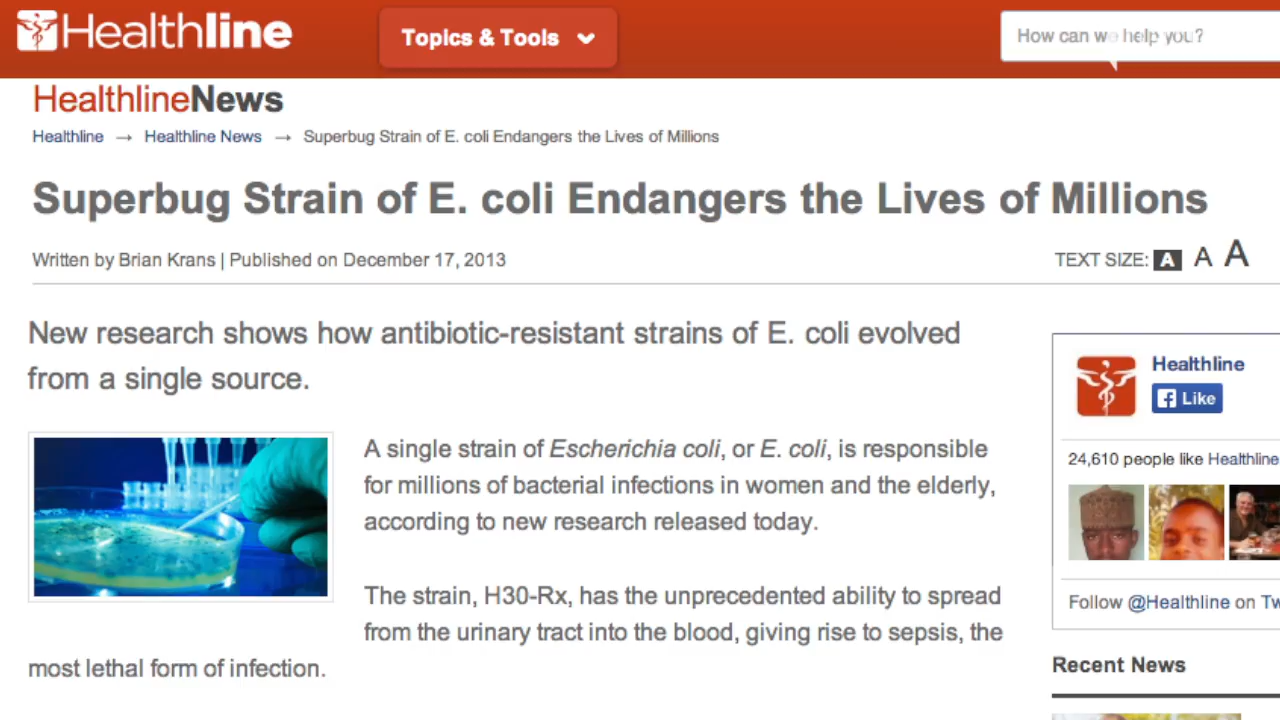 Healthline
Topics & Tools
How can we help you?
HealthlineNews
Healthline → Healthline News → Superbug Strain of E. coli Endangers the Lives of Millions
Superbug Strain of E. coli Endangers the Lives of Millions
Written by Brian Krans | Published on December 17, 2013
TEXT SIZE: A A A
New research shows how antibiotic-resistant strains of E. coli evolved
from a single source.
A single strain of Escherichia coli, or E. coli, is responsible
for millions of bacterial infections in women and the elderly,
according to new research released today.
The strain, H30-Rx, has the unprecedented ability to spread
from the urinary tract into the blood, giving rise to sepsis, the
most lethal form of infection.
Healthline
Like
24,610 people like Healthline
Follow @Healthline on Tw
Recent News